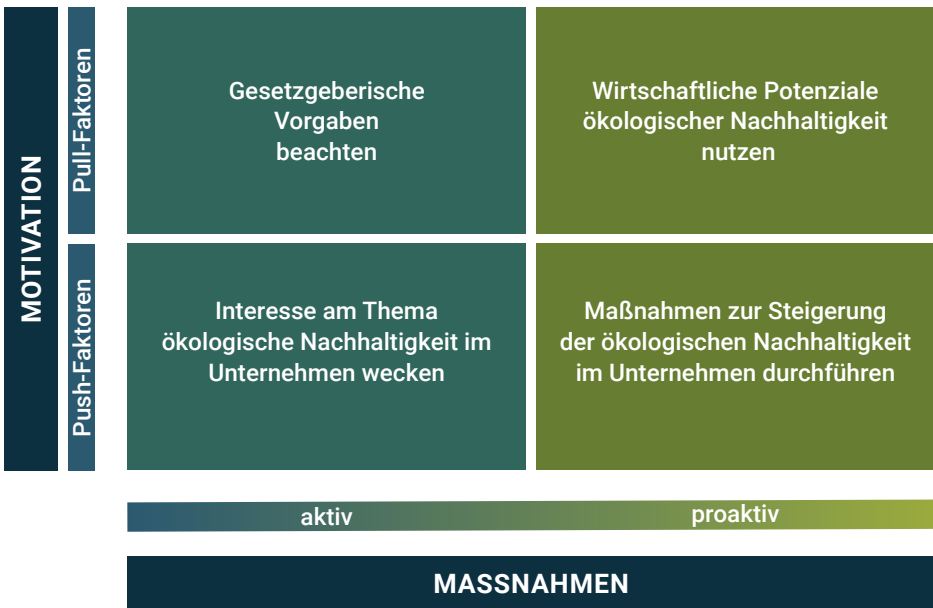 MOTIVATION
Pull-Faktoren
Gesetzgeberische
Vorgaben
beachten
Wirtschaftliche Potenziale
ökologischer Nachhaltigkeit
nutzen
Push-Faktoren
Interesse am Thema
ökologische Nachhaltigkeit im
Unternehmen wecken
Maßnahmen zur Steigerung
der ökologischen Nachhaltigkeit
im Unternehmen durchführen
aktiv
proaktiv
MASSNAHMEN